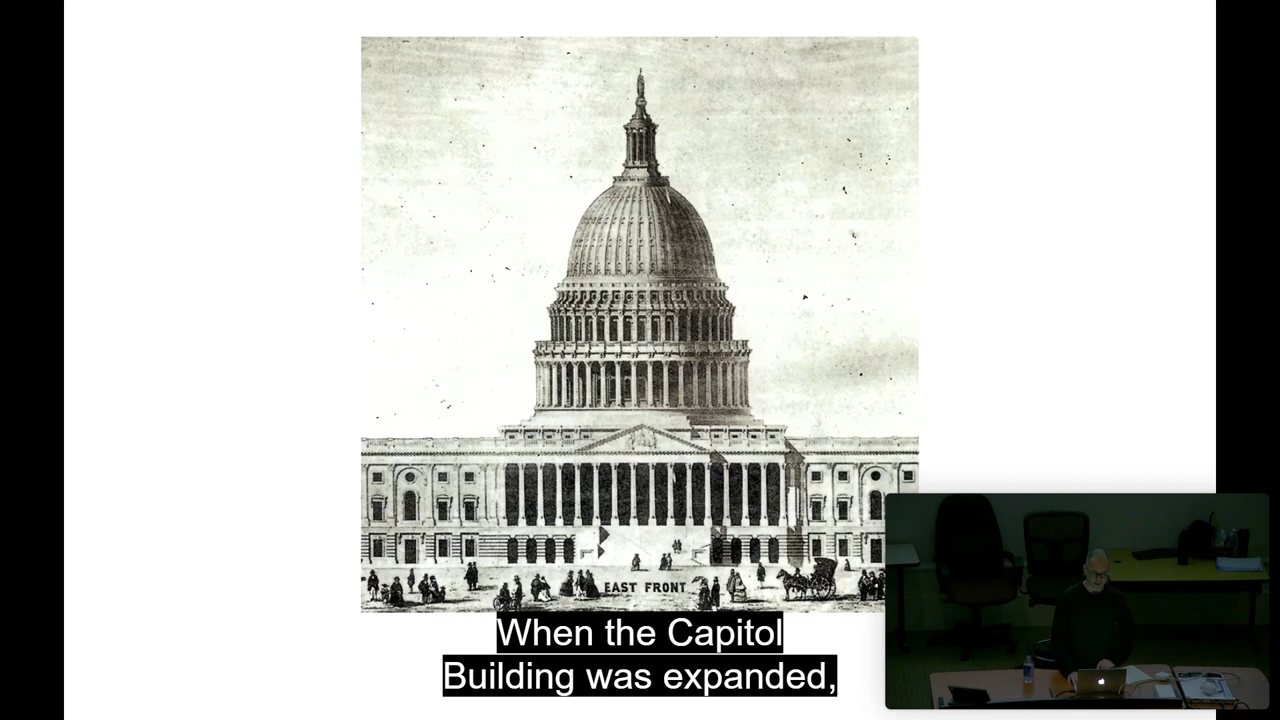 EAST FRONT
When the Capitol
Building was expanded,